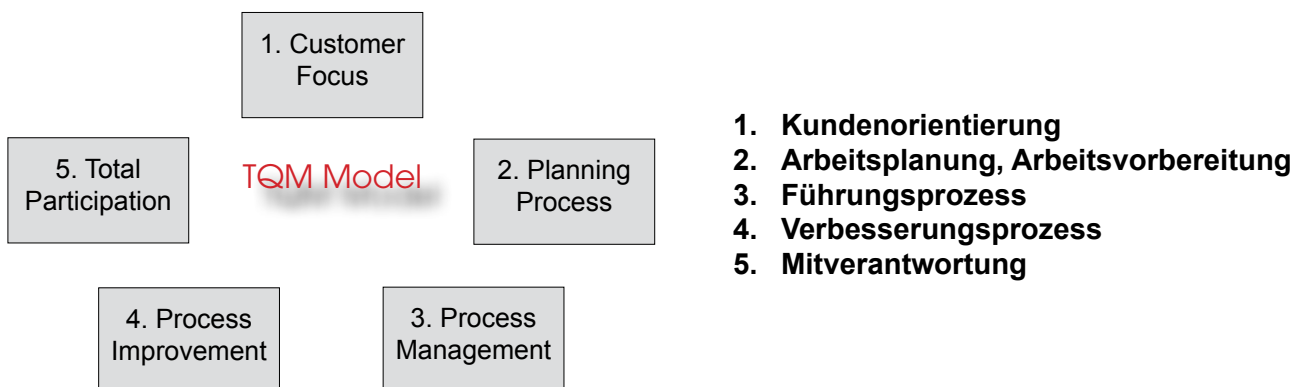 1. Customer
Focus
5. Total
Participation
TQM Model
2. Planning
Process
4. Process
Improvement
3. Process
Management
1. Kundenorientierung
2. Arbeitsplanung, Arbeitsvorbereitung
3. Führungsprozess
4. Verbesserungsprozess
5. Mitverantwortung